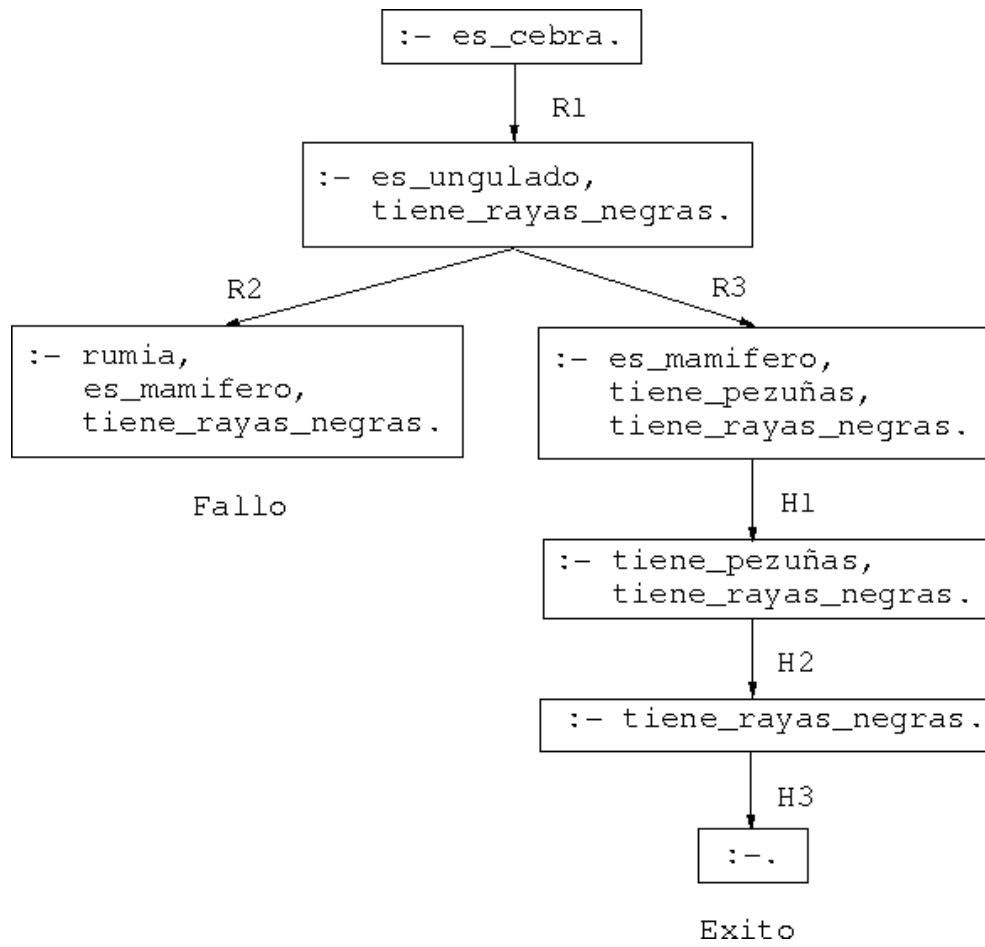 :- es_cebra.
R1
:- es_ungulado,
tiene_rayas_negras.
R2
R3
:- rumia,
es_mamifero,
tiene_rayas_negras.
:- es_mamifero,
tiene_pezuñas,
tiene_rayas_negras.
Fallo
H1
:- tiene_pezuñas,
tiene_rayas_negras.
H2
:- tiene_rayas_negras.
H3
:-.
Exito